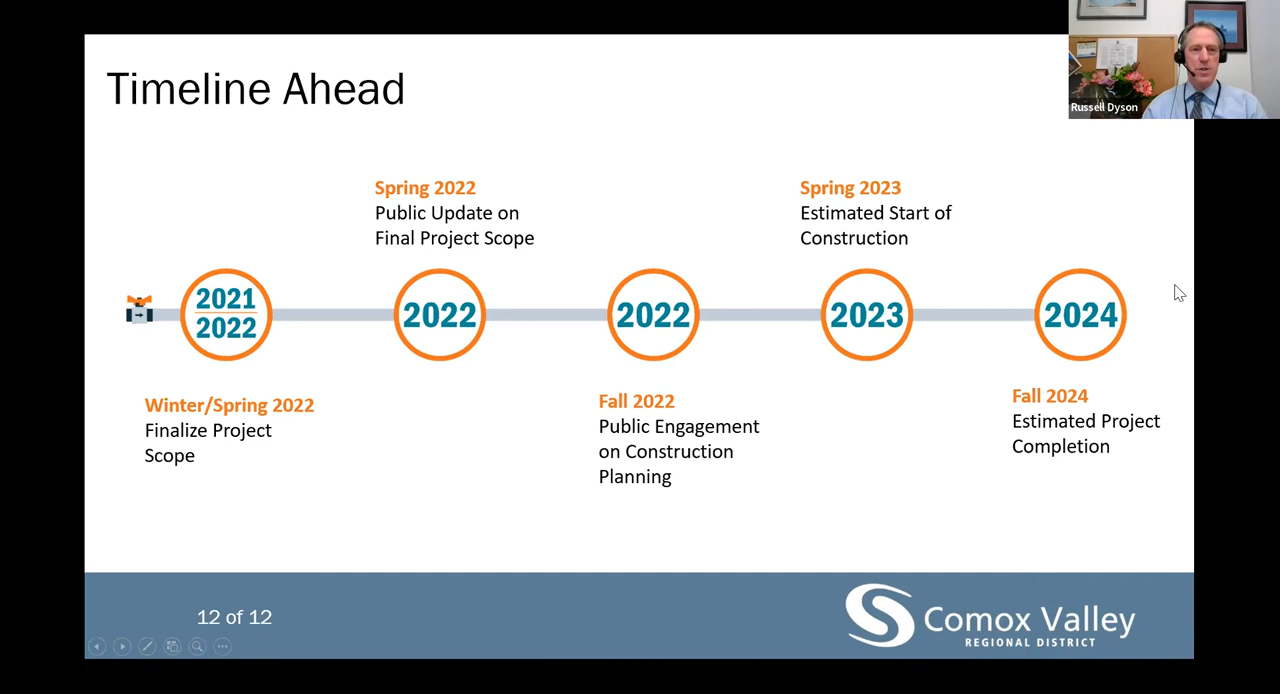 Timeline Ahead
Russell Dyson
Spring 2022
Public Update on
Final Project Scope
Spring 2023
Estimated Start of
Construction
2021
2022
2022
2022
2023
2024
Winter/Spring 2022
Finalize Project
Scope
Fall 2022
Public Engagement
on Construction
Planning
Fall 2024
Estimated Project
Completion
12 of 12
Comox Valley
REGIONAL DISTRICT